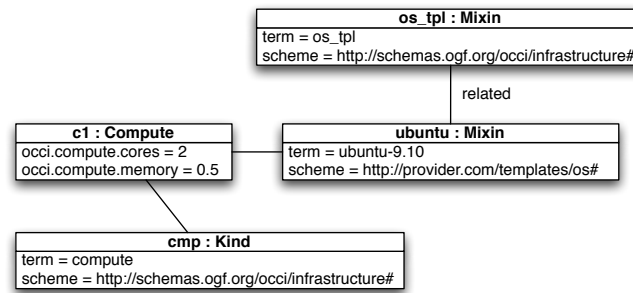 os_tpl : Mixin
term = os_tpl
scheme = http://schemas.ogf.org/occi/infrastructure#
related
c1 : Compute
occi.compute.cores = 2
occi.compute.memory = 0.5
ubuntu : Mixin
term = ubuntu-9.10
scheme = http://provider.com/templates/os#
cmp : Kind
term = compute
scheme = http://schemas.ogf.org/occi/infrastructure#